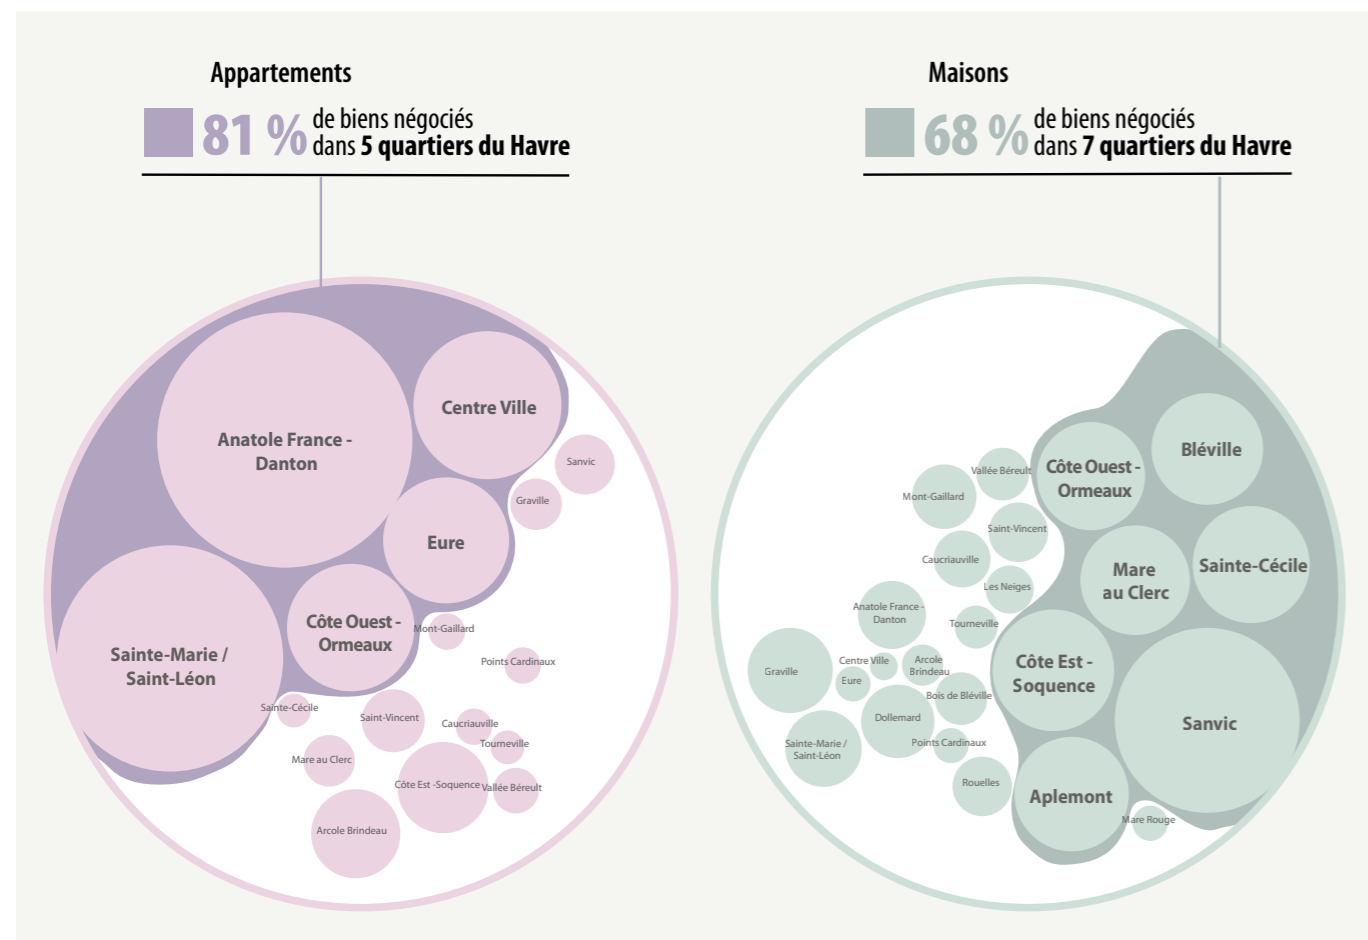 Appartements
81 % de biens négociés
dans 5 quartiers du Havre
Anatole France -
Danton
Centre Ville
Sanvic
Graville
Eure
Côte Ouest -
Ormeaux
Mont-Gaillard
Sainte-Marie /
Saint-Léon
Points Cardinaux
Sainte-Cécile
Saint-Vincent
Caucriauville
Tourneville
Mare au Clerc
Côte Est -Soquence
Vallée Béreult
Arcole Brindeau
Maisons
68 % de biens négociés
dans 7 quartiers du Havre
Bléville
Côte Ouest -
Ormeaux
Vallée Béreult
Mont-Gaillard
Saint-Vincent
Caucriauville
Mare
au Clerc
Sainte-Cécile
Les Neiges
Anatole France -
Danton
Tourneville
Centre Ville
Arcole
Brindeau
Graville
Eure
Côte Est -
Soquence
Bois de Bléville
Dollemard
Sanvic
Sainte-Marie /
Saint-Léon
Points Cardinaux
Rouelles
Aplemont
Mare Rouge